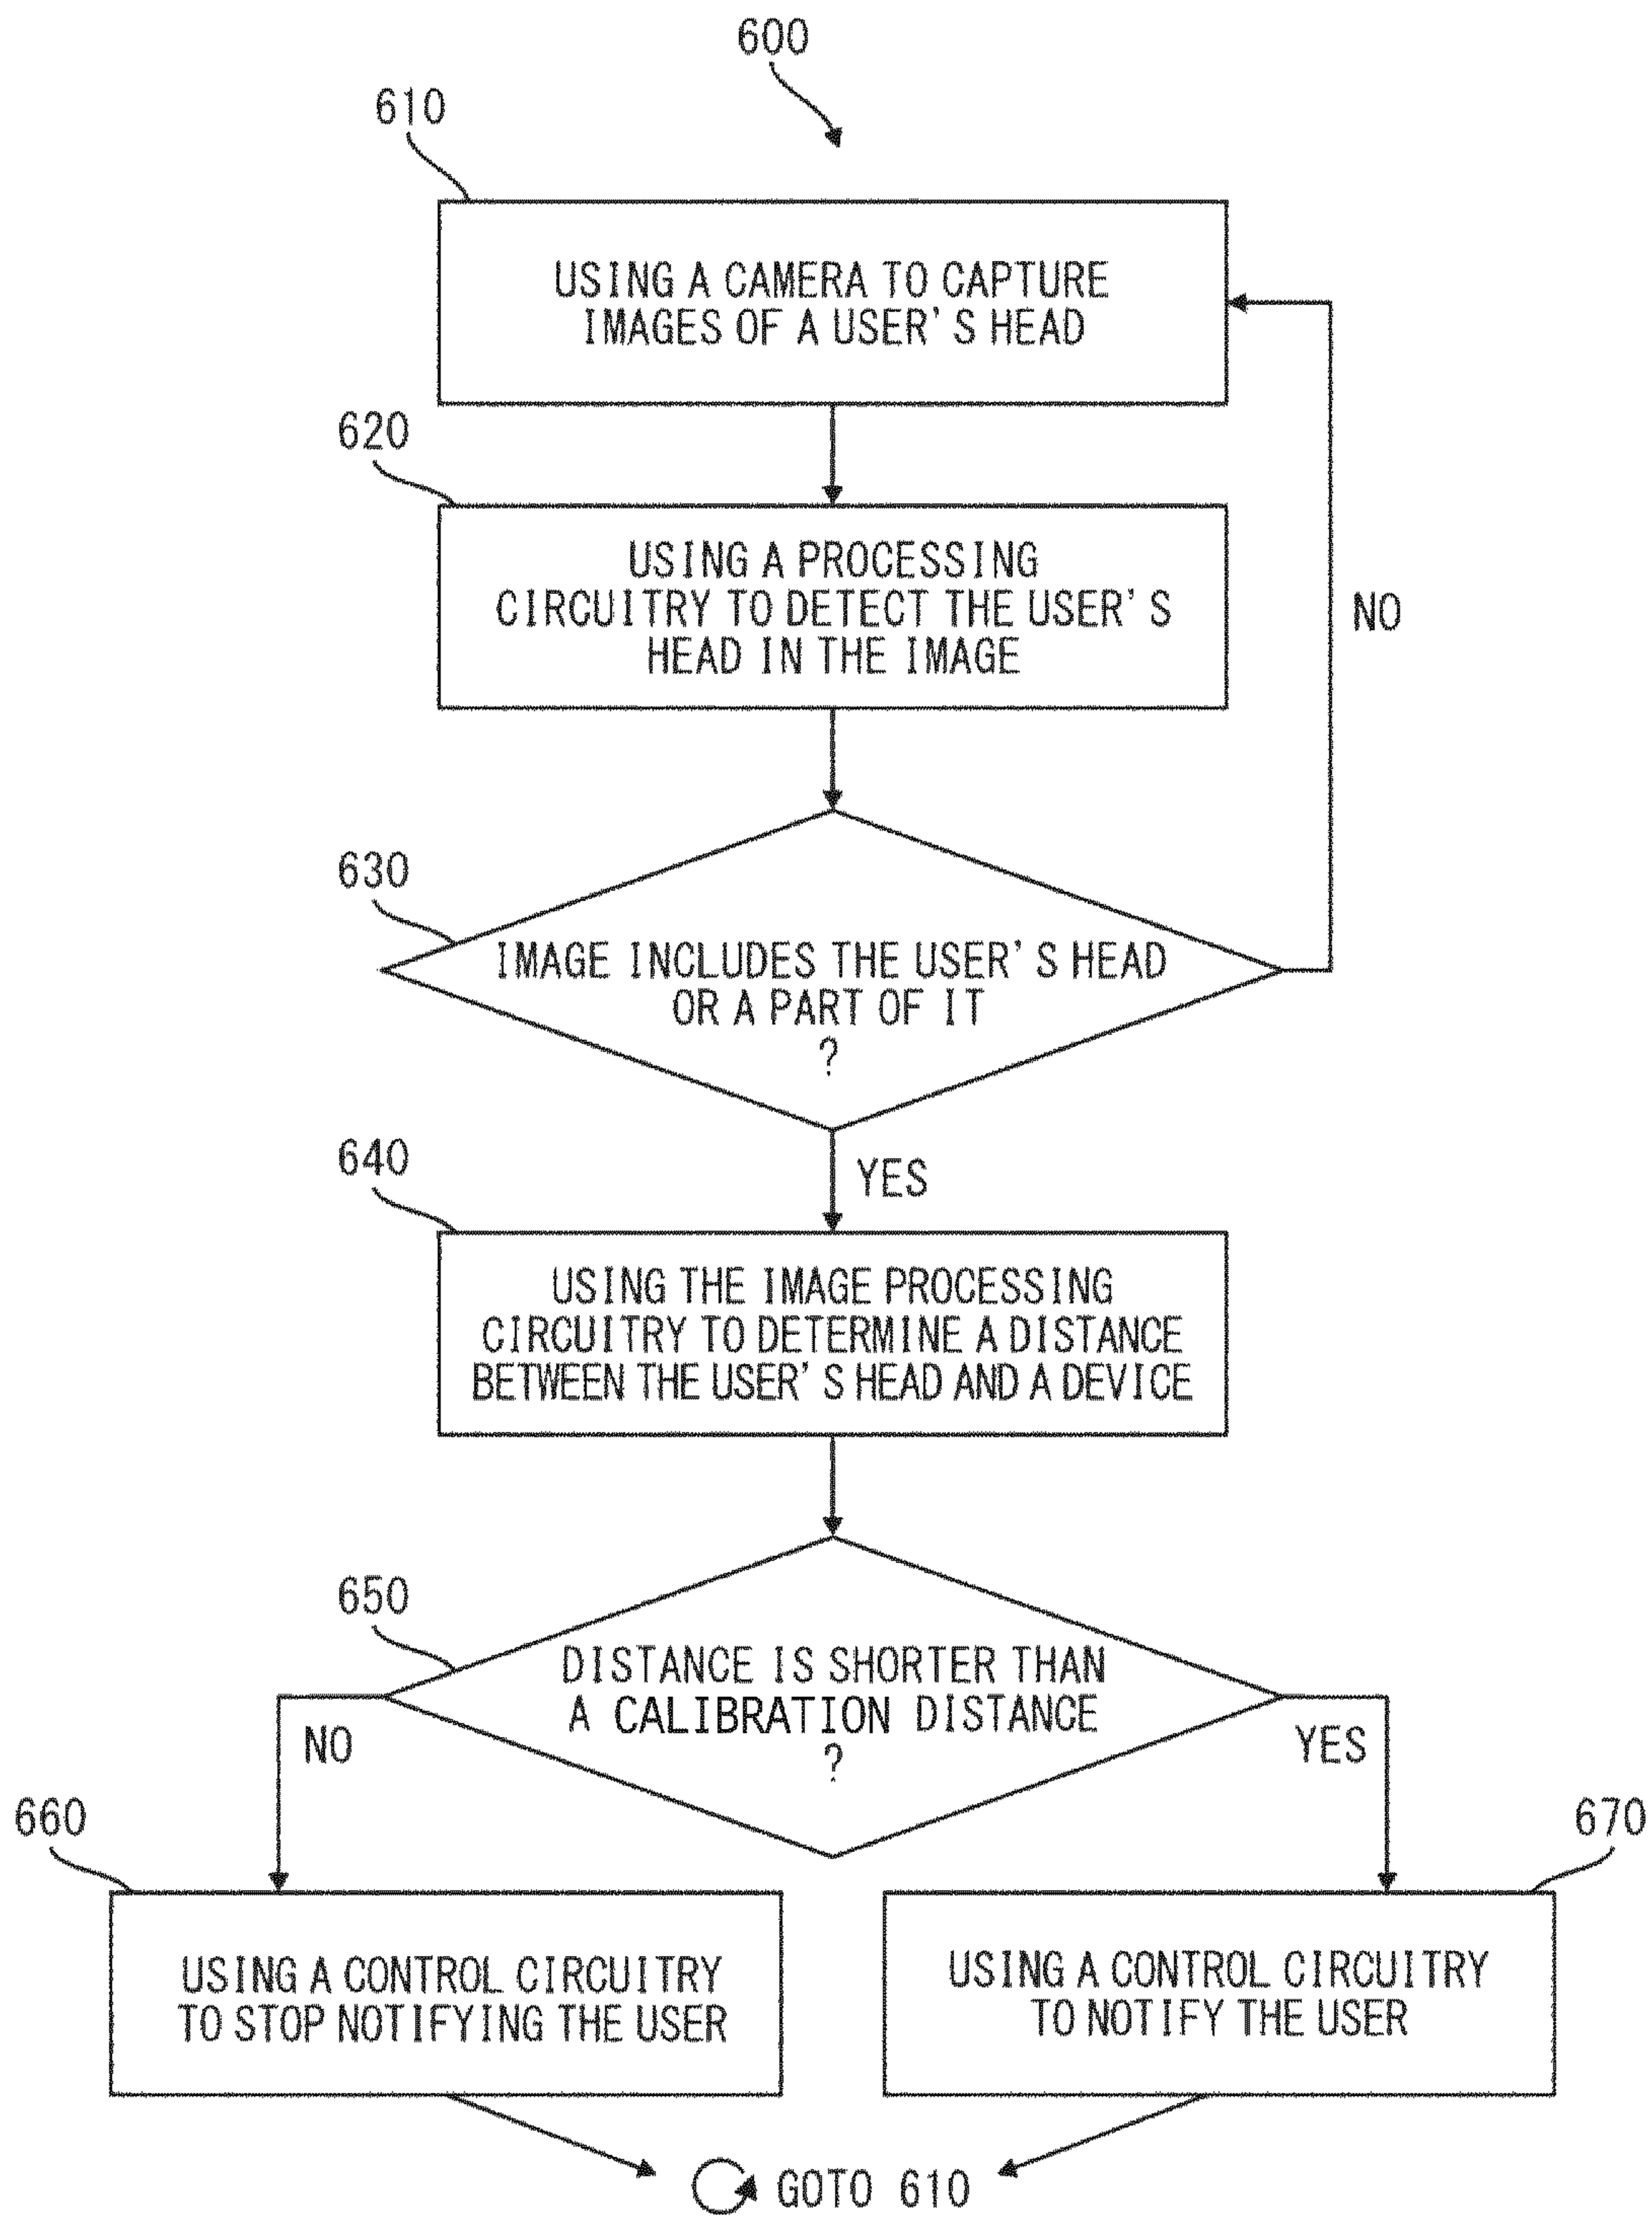 600
610
USING A CAMERA TO CAPTURE
IMAGES OF A USER'S HEAD
620
USING A PROCESSING
CIRCUITRY TO DETECT THE USER'S
HEAD IN THE IMAGE
NO
630
IMAGE INCLUDES THE USER'S HEAD
OR A PART OF IT
?
YES
640
USING THE IMAGE PROCESSING
CIRCUITRY TO DETERMINE A DISTANCE
BETWEEN THE USER'S HEAD AND A DEVICE
650
DISTANCE IS SHORTER THAN
A CALIBRATION DISTANCE
?
NO
YES
660
USING A CONTROL CIRCUITRY
TO STOP NOTIFYING THE USER
670
USING A CONTROL CIRCUITRY
TO NOTIFY THE USER
GOTO 610